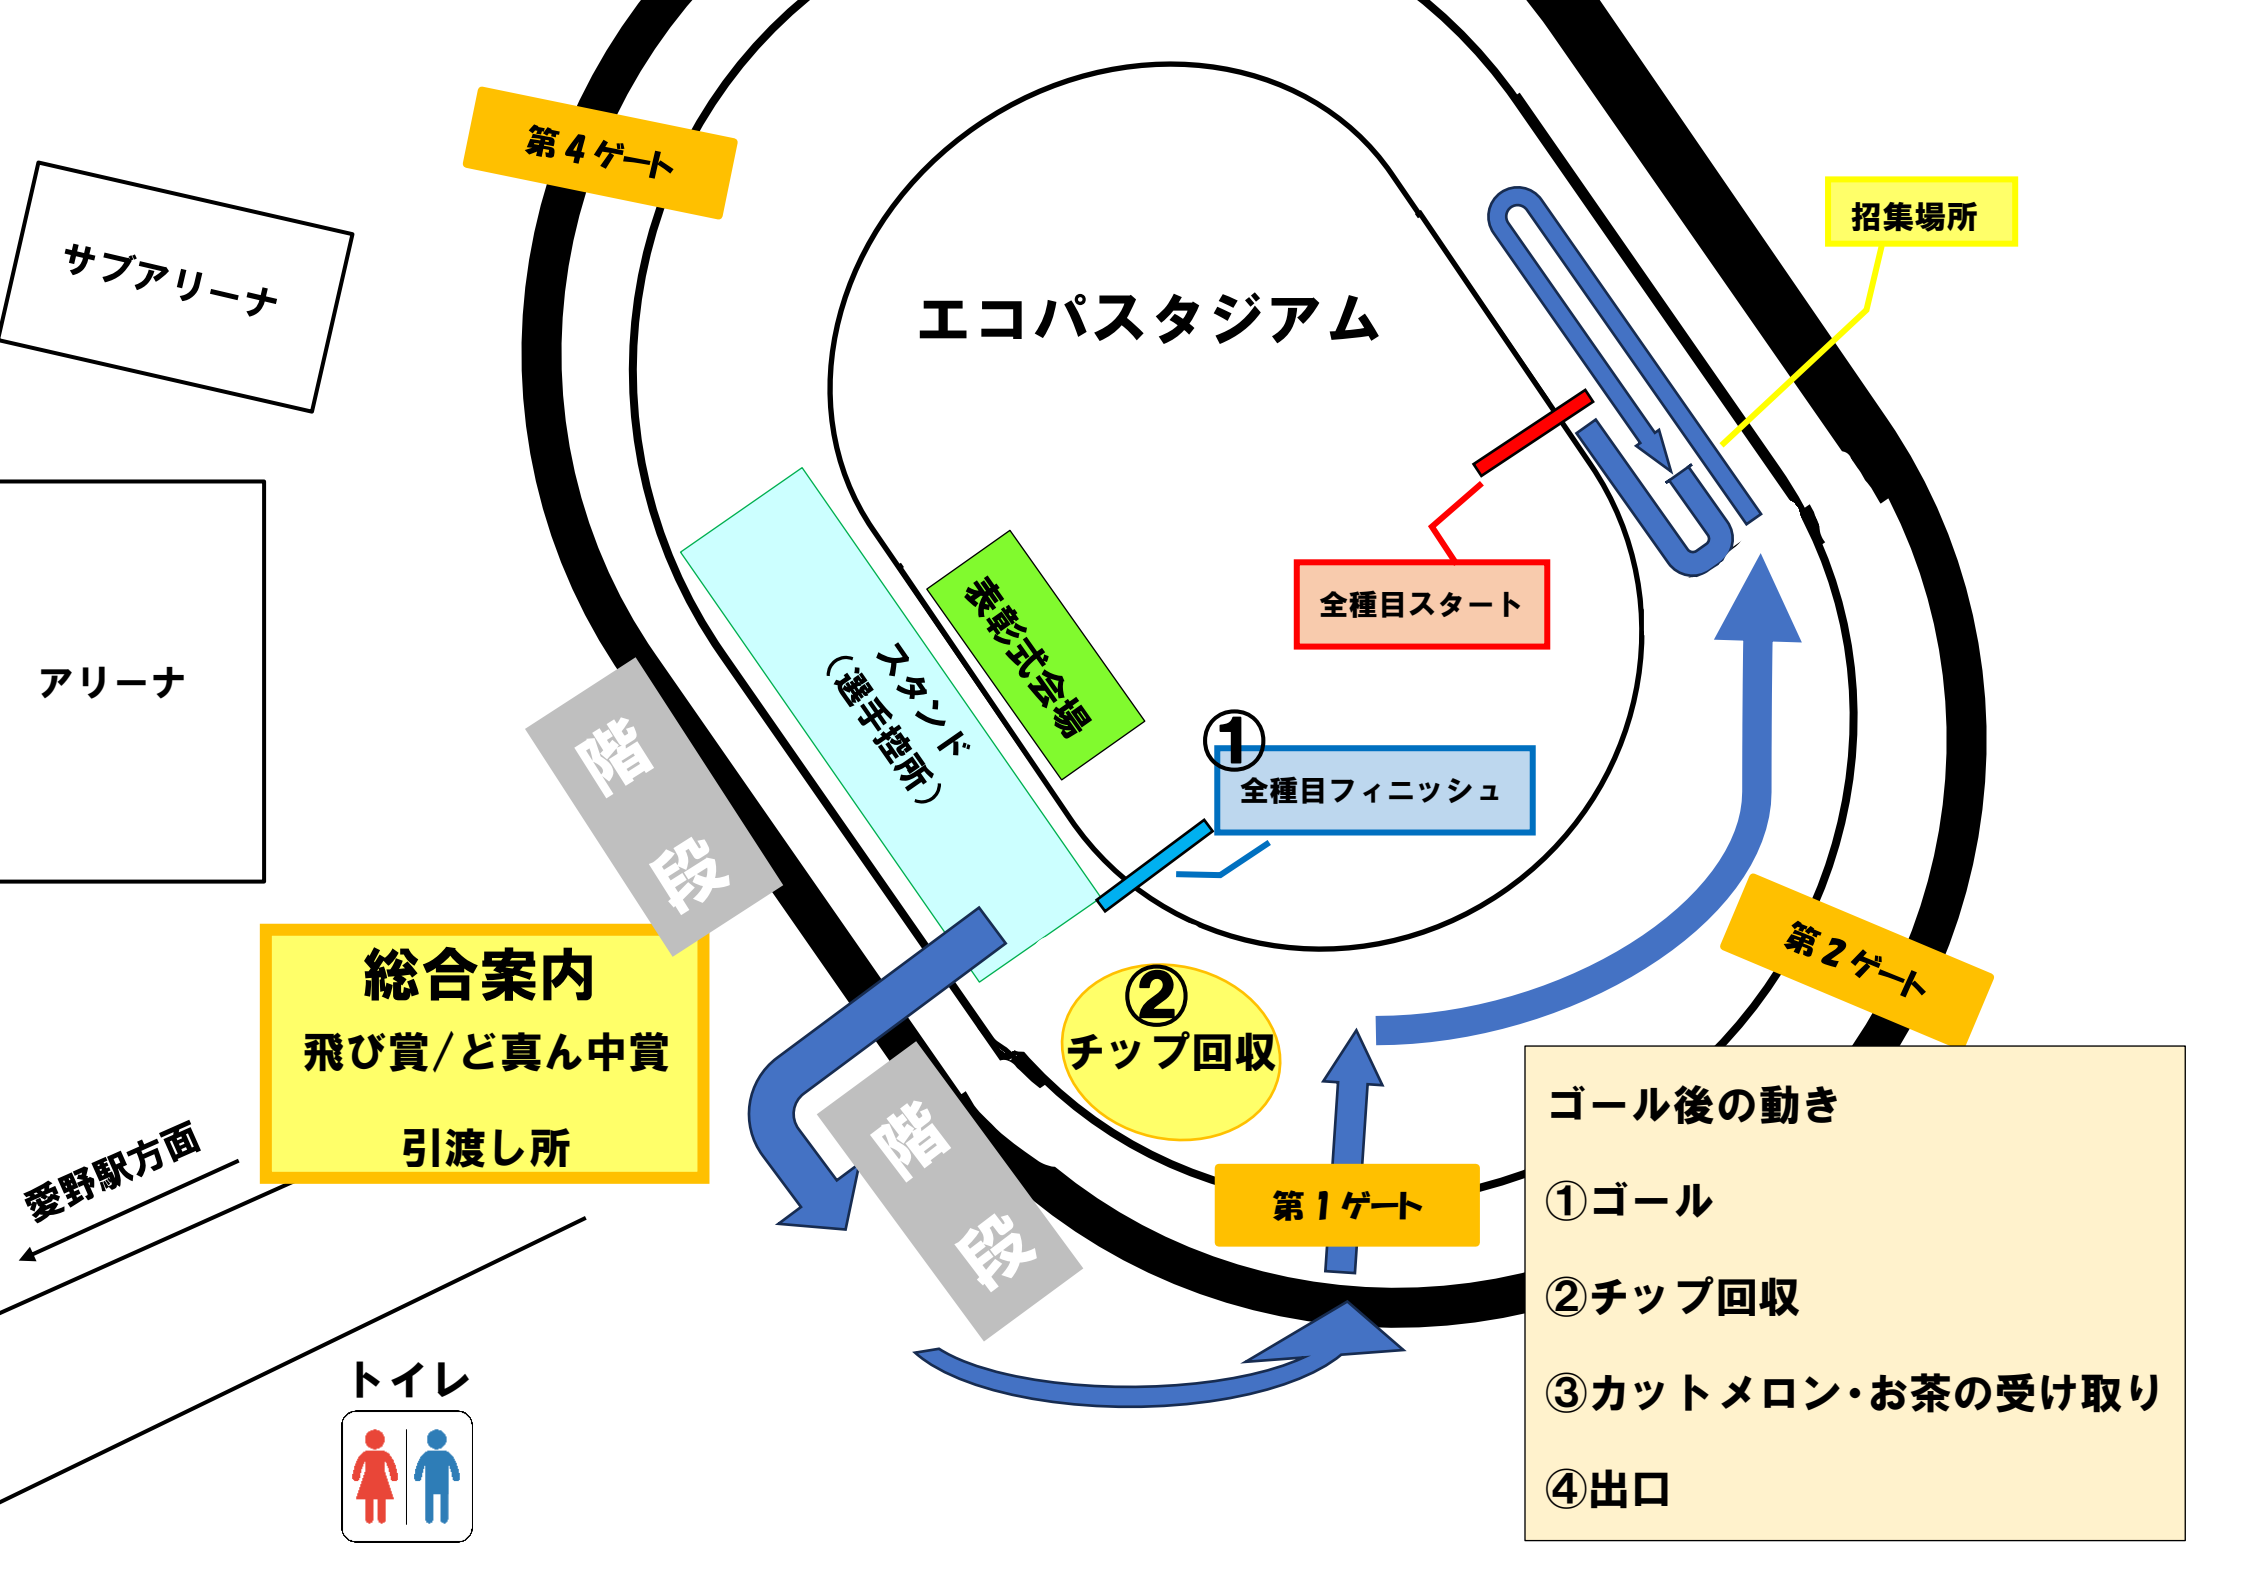 第4ゲート
サブアリーナ
招集場所
エコパスタジアム
アリーナ
全種目スタート
表彰式会場
スタンド
（選手控所）
階
段
①
全種目フィニッシュ
第2ゲート
総合案内
飛び賞/ど真ん中賞
引渡し所
②
チップ回収
愛野駅方面
階
段
第1ゲート
トイレ
ゴール後の動き
①ゴール
②チップ回収
③カットメロン・お茶の受け取り
④出口